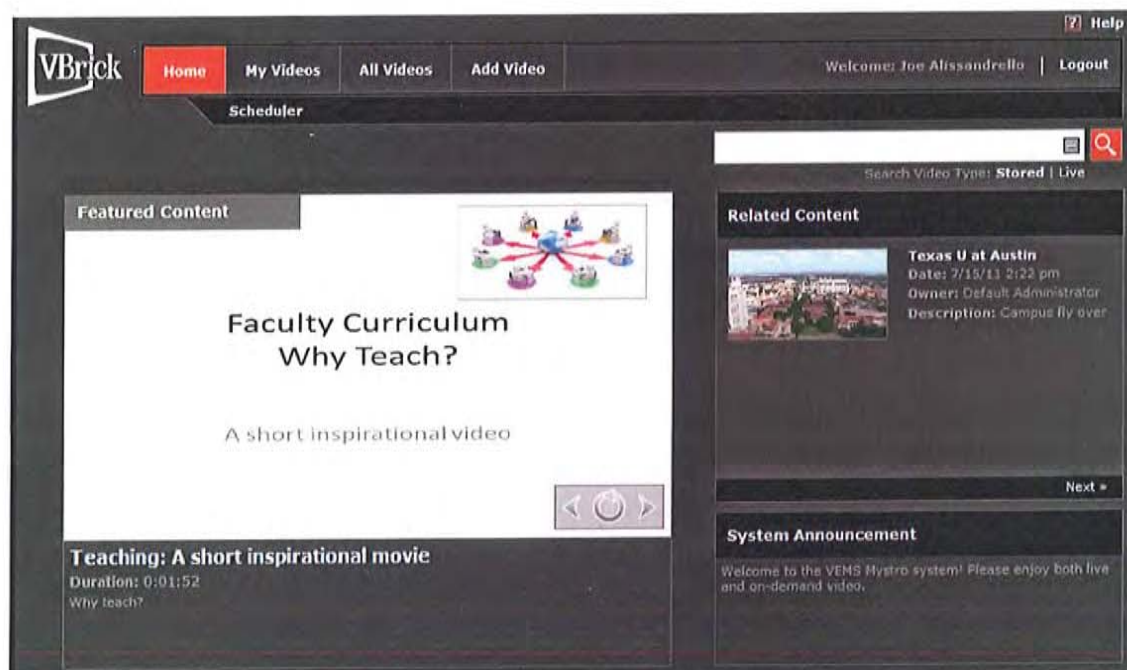 Help
VBrick
Home My Videos All Videos Add Video
Welcome: Joe Alissandrello | Logout
Scheduler
Search Video Type: Stored | Live
Featured Content
Faculty Curriculum
Why Teach?
A short inspirational video
Teaching: A short inspirational movie
Duration: 0:01:52
Why teach?
Related Content
Texas U at Austin
Date: 7/15/11 2:22 pm
Owner: Default Administrator
Description: Campus fly over
Next »
System Announcement
Welcome to the VEMS Mystro system! Please enjoy both live
and on-demand video.